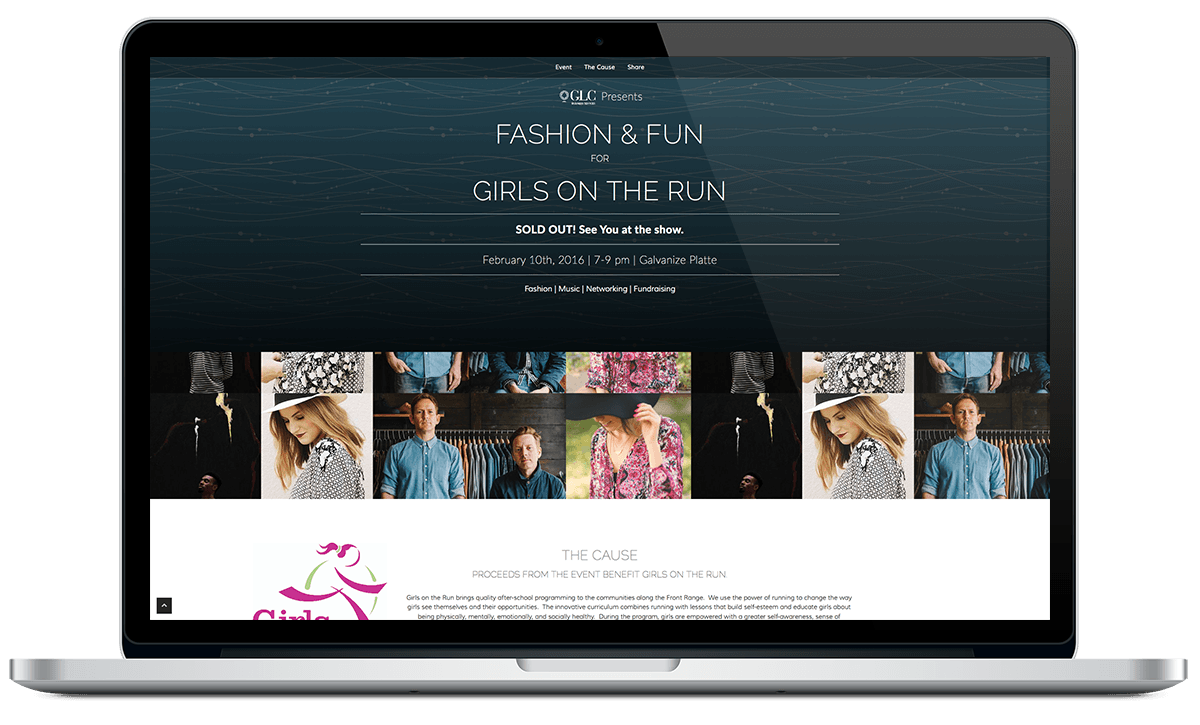 Event The Cause Share
GLC Presents
FASHION & FUN
FOR
GIRLS ON THE RUN
SOLD OUT! See You at the show.
February 10th, 2016 | 7-9 pm | Galvanize Platte
Fashion | Music | Networking | Fundraising
THE CAUSE
PROCEEDS FROM THE EVENT BENEFIT GIRLS ON THE RUN
Girls
Girls on the Run brings quality after-school programming to the communities along the Front Range. We use the power of running to change the way
girls see themselves and their opportunities. The innovative curriculum combines running with lessons that build self-esteem and educate girls about
being physically, mentally, emotionally, and socially healthy. During the program, girls are empowered with a greater self-awareness, sense of